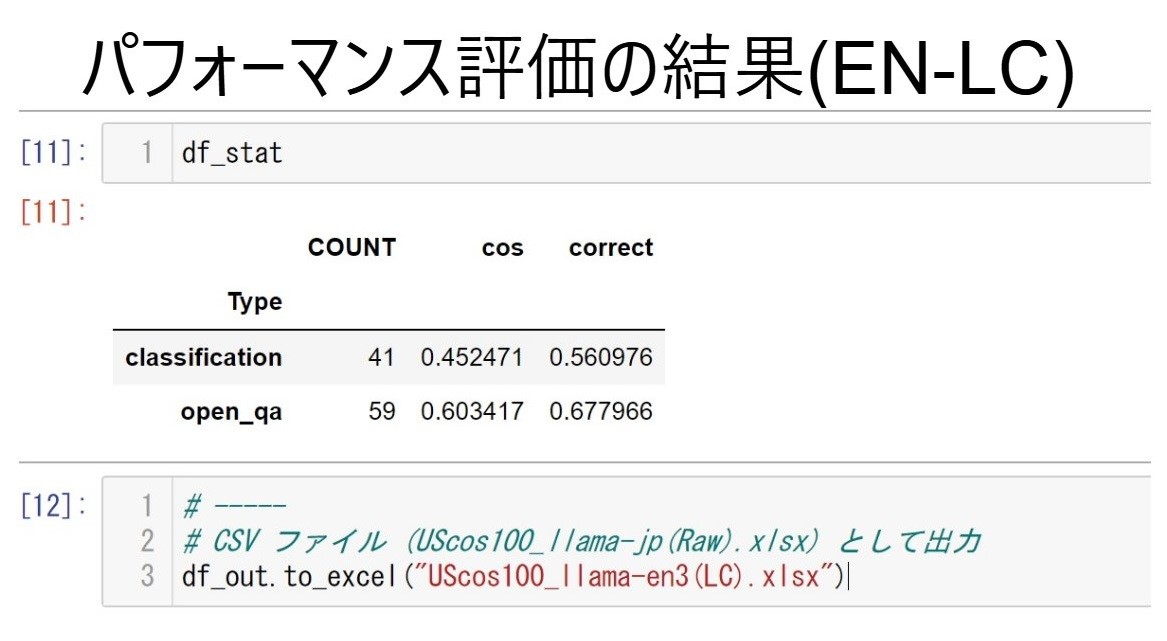 パフォーマンス評価の結果(EN-LC)
[11]: 1 df_stat
[11]:
COUNT cos correct
Type
classification 41 0.452471 0.560976
open_qa 59 0.603417 0.677966
[12]: 1 # -----
2 # CSV ファイル (UScos100_llama-jp(Raw).xlsx) として出力
3 df_out.to_excel("UScos100_llama-en3(LC).xlsx")